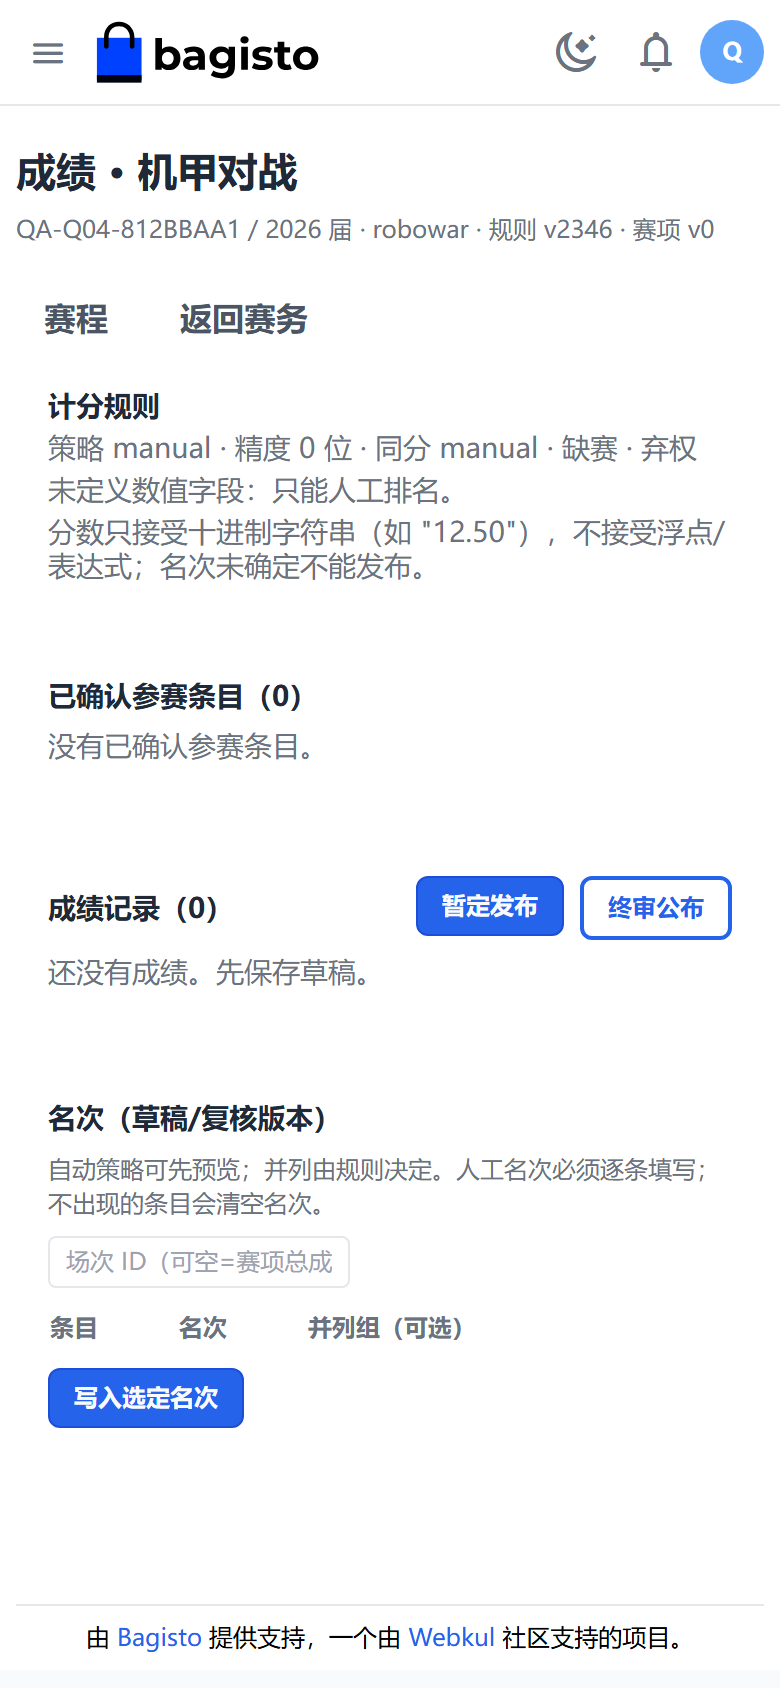 bagisto
Q
成绩 · 机甲对战
QA-Q04-812BBAA1 / 2026 届 · robowar · 规则 v2346 · 赛项 v0
赛程 返回赛务
计分规则
策略 manual · 精度 0 位 · 同分 manual · 缺赛 · 弃权
未定义数值字段：只能人工排名。
分数只接受十进制字符串（如 "12.50"），不接受浮点/
表达式；名次未确定不能发布。
已确认参赛条目（0）
没有已确认参赛条目。
成绩记录（0） 暂定发布 终审公布
还没有成绩。先保存草稿。
名次（草稿/复核版本）
自动策略可先预览；并列由规则决定。人工名次必须逐条填写；
不出现的条目会清空名次。
场次 ID（可空=赛项总成
条目 名次 并列组（可选）
写入选定名次
由 Bagisto 提供支持，一个由 Webkul 社区支持的项目。